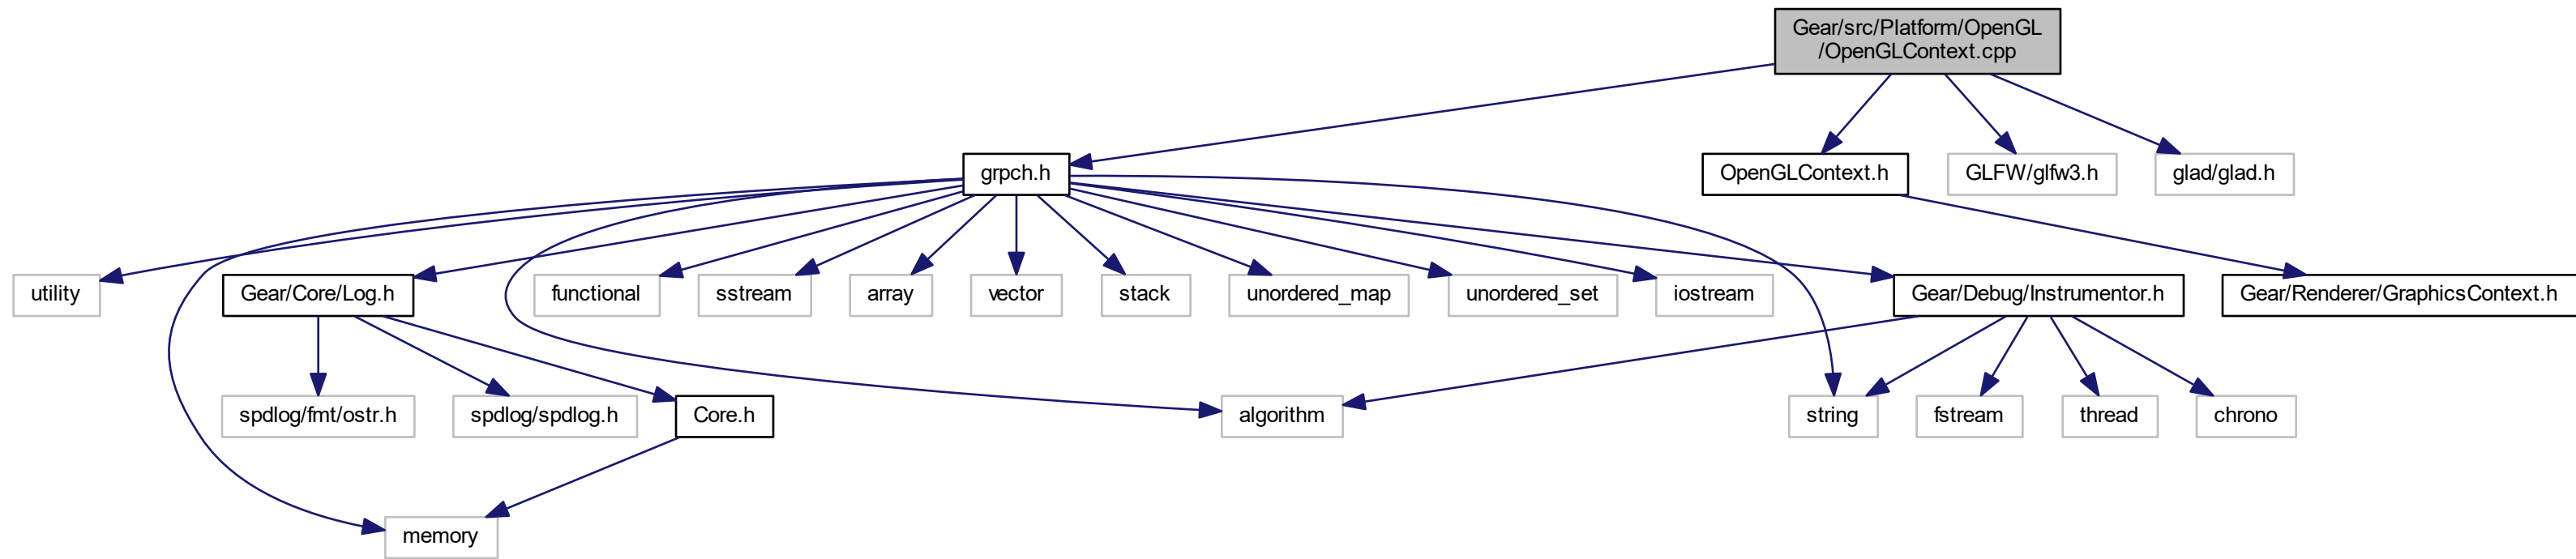 Gear/src/Platform/OpenGL
/OpenGLContext.cpp
grpch.h
OpenGLContext.h
GLFW/glfw3.h
glad/glad.h
utility
Gear/Core/Log.h
functional
sstream
array
vector
stack
unordered_map
unordered_set
iostream
Gear/Debug/Instrumentor.h
Gear/Renderer/GraphicsContext.h
spdlog/fmt/ostr.h
spdlog/spdlog.h
Core.h
algorithm
string
fstream
thread
chrono
memory